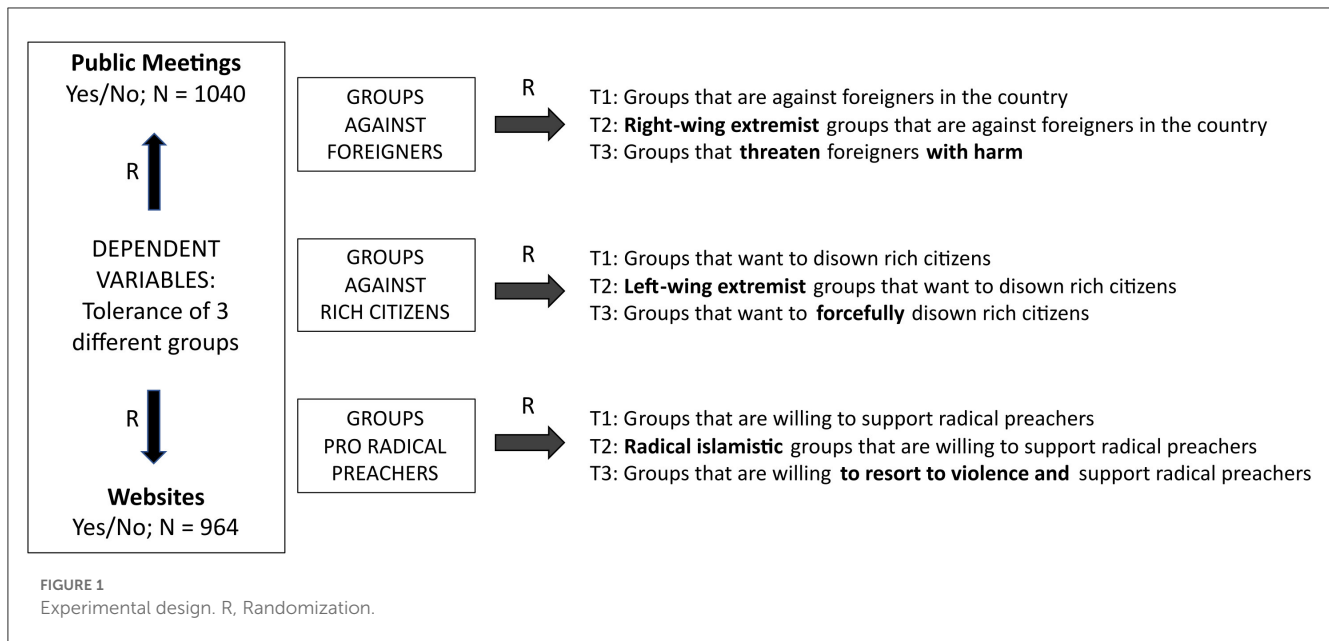 Public Meetings
Yes/No; N = 1040
R
DEPENDENT
VARIABLES:
Tolerance of 3
different groups
R
Websites
Yes/No; N = 964
GROUPS
AGAINST
FOREIGNERS
R
T1: Groups that are against foreigners in the country
T2: Right-wing extremist groups that are against foreigners in the country
T3: Groups that threaten foreigners with harm
GROUPS
AGAINST
RICH CITIZENS
R
T1: Groups that want to disown rich citizens
T2: Left-wing extremist groups that want to disown rich citizens
T3: Groups that want to forcefully disown rich citizens
GROUPS
PRO RADICAL
PREACHERS
R
T1: Groups that are willing to support radical preachers
T2: Radical islamistic groups that are willing to support radical preachers
T3: Groups that are willing to resort to violence and support radical preachers
FIGURE 1
Experimental design. R, Randomization.